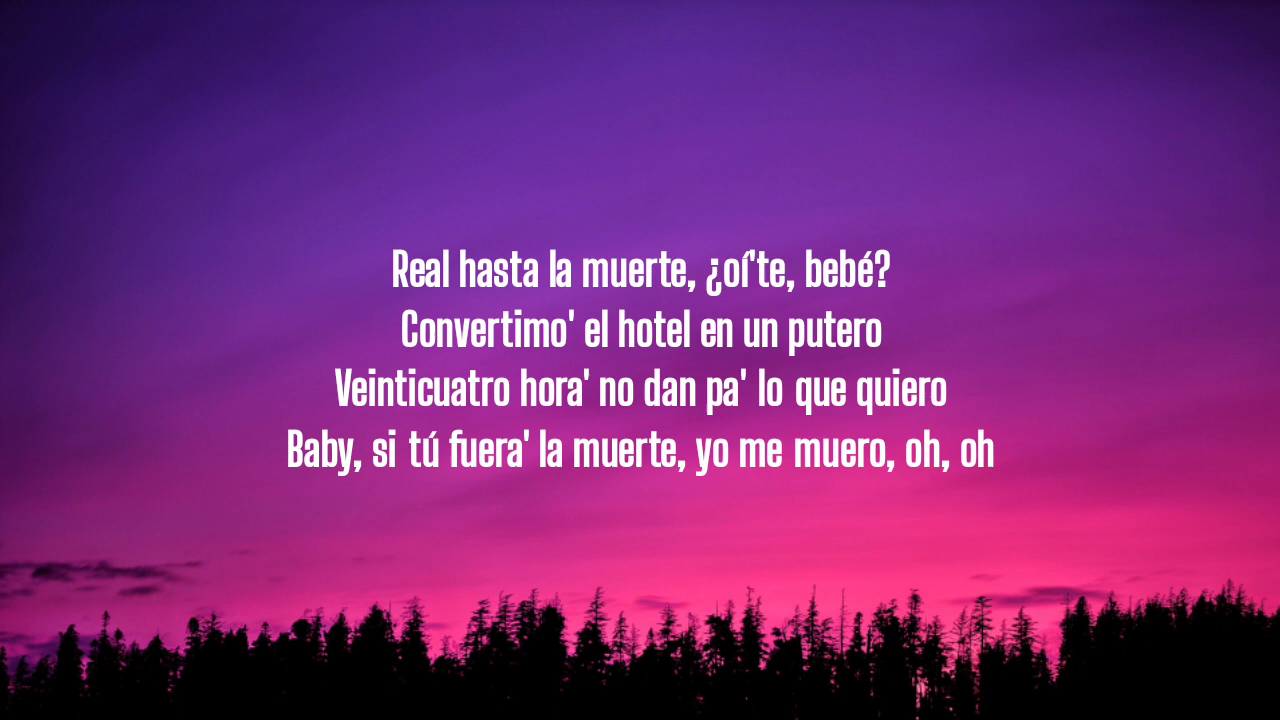 Real hasta la muerte, ¿oí'te, bebé?
Convertimo' el hotel en un putero
Veinticuatro hora' no dan pa' lo que quiero
Baby, si tú fuera' la muerte, yo me muero, oh, oh